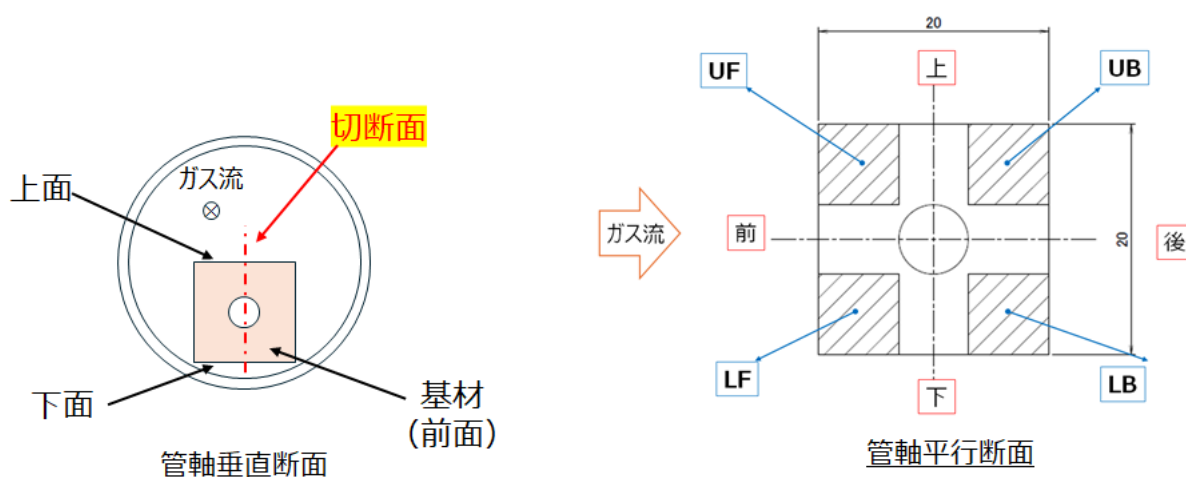 切断面
ガス流
上面
下面
基材
（前面）
管軸垂直断面
20
UF
上
UB
ガス流
前
20
後
LF
下
LB
管軸平行断面